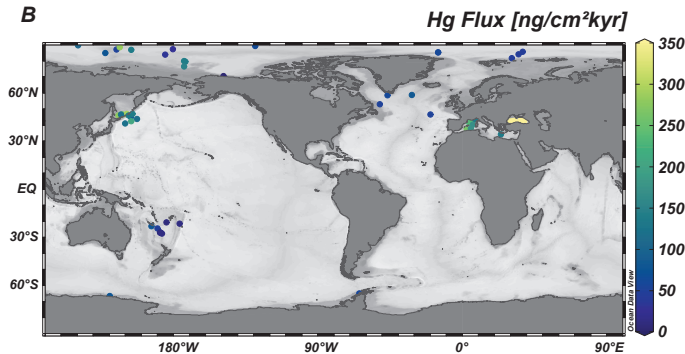 B
Hg Flux [ng/cm²kyr]
60°N
30°N
EQ
30°S
60°S
180°W
90°W
0°
90°E
Ocean Data View
350
300
250
200
150
100
50
0